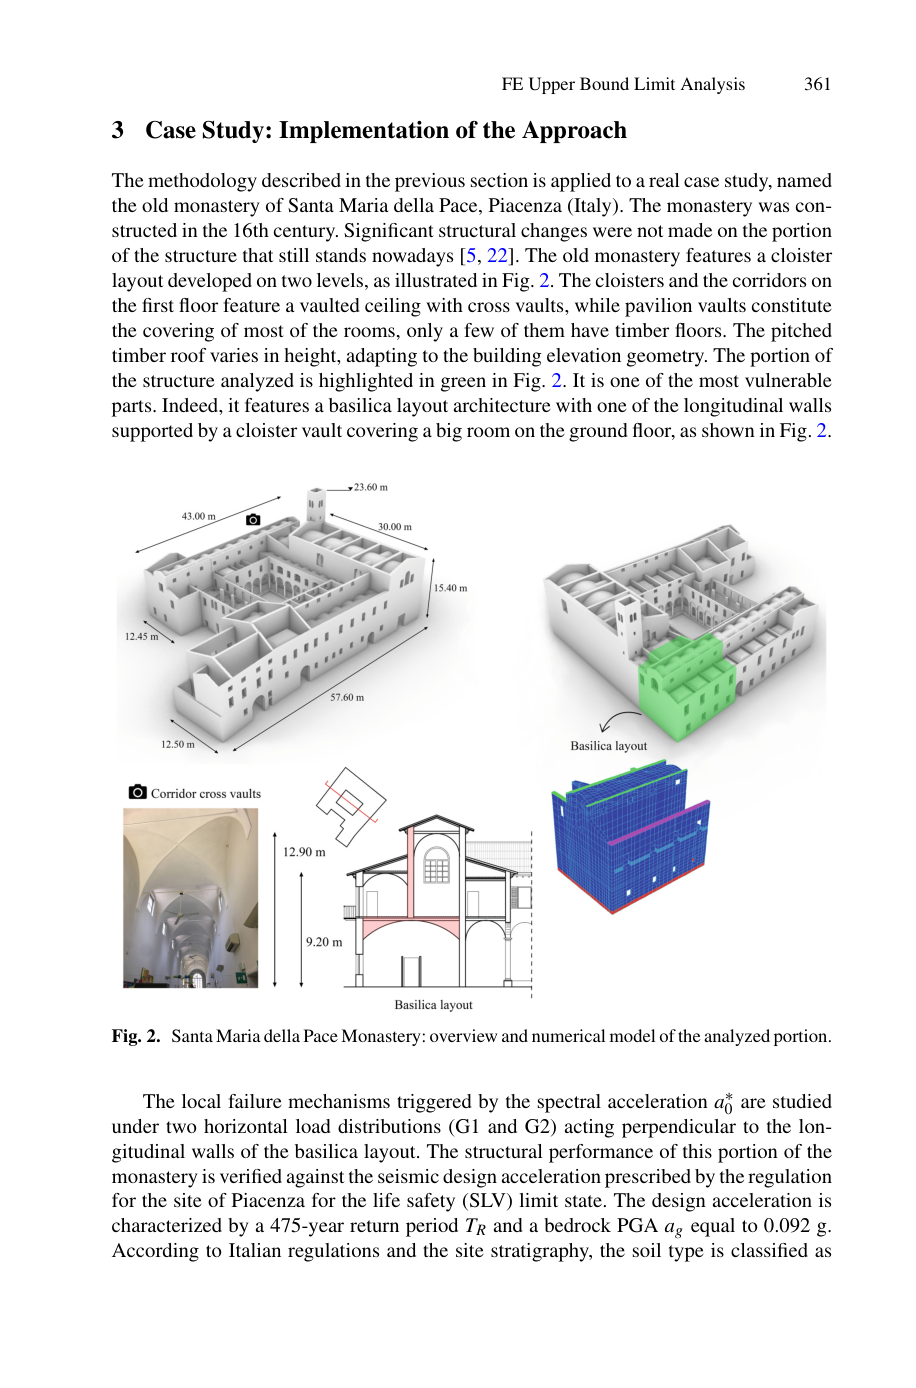 FE Upper Bound Limit Analysis 361
3 Case Study: Implementation of the Approach
The methodology described in the previous section is applied to a real case study, named
the old monastery of Santa Maria della Pace, Piacenza (Italy). The monastery was con-
structed in the 16th century. Significant structural changes were not made on the portion
of the structure that still stands nowadays [5, 22]. The old monastery features a cloister
layout developed on two levels, as illustrated in Fig. 2. The cloisters and the corridors on
the first floor feature a vaulted ceiling with cross vaults, while pavilion vaults constitute
the covering of most of the rooms, only a few of them have timber floors. The pitched
timber roof varies in height, adapting to the building elevation geometry. The portion of
the structure analyzed is highlighted in green in Fig. 2. It is one of the most vulnerable
parts. Indeed, it features a basilica layout architecture with one of the longitudinal walls
supported by a cloister vault covering a big room on the ground floor, as shown in Fig. 2.
23.60 m
43.00 m
30.00 m
15.40 m
12.45 m
57.60 m
12.50 m
Basilica layout
Corridor cross vaults
12.90 m
9.20 m
Basilica layout
Fig. 2. Santa Maria della Pace Monastery: overview and numerical model of the analyzed portion.
The local failure mechanisms triggered by the spectral acceleration a₀* are studied
under two horizontal load distributions (G1 and G2) acting perpendicular to the lon-
gitudinal walls of the basilica layout. The structural performance of this portion of the
monastery is verified against the seismic design acceleration prescribed by the regulation
for the site of Piacenza for the life safety (SLV) limit state. The design acceleration is
characterized by a 475-year return period T_R and a bedrock PGA a_g equal to 0.092 g.
According to Italian regulations and the site stratigraphy, the soil type is classified as